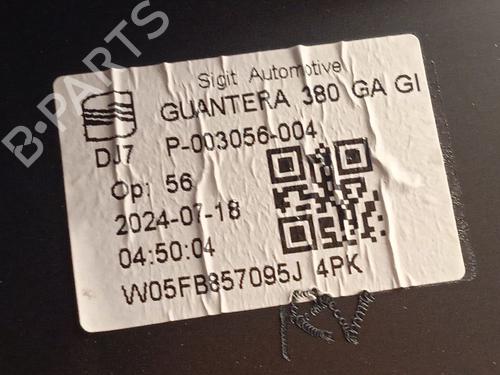 B-PARTS
Sigit Automotive
GUANTERA 380 GA GI
DJ7 P-003056-004
Op: 56
2024-07-18
04:50:04
W05FB857095J 4PK